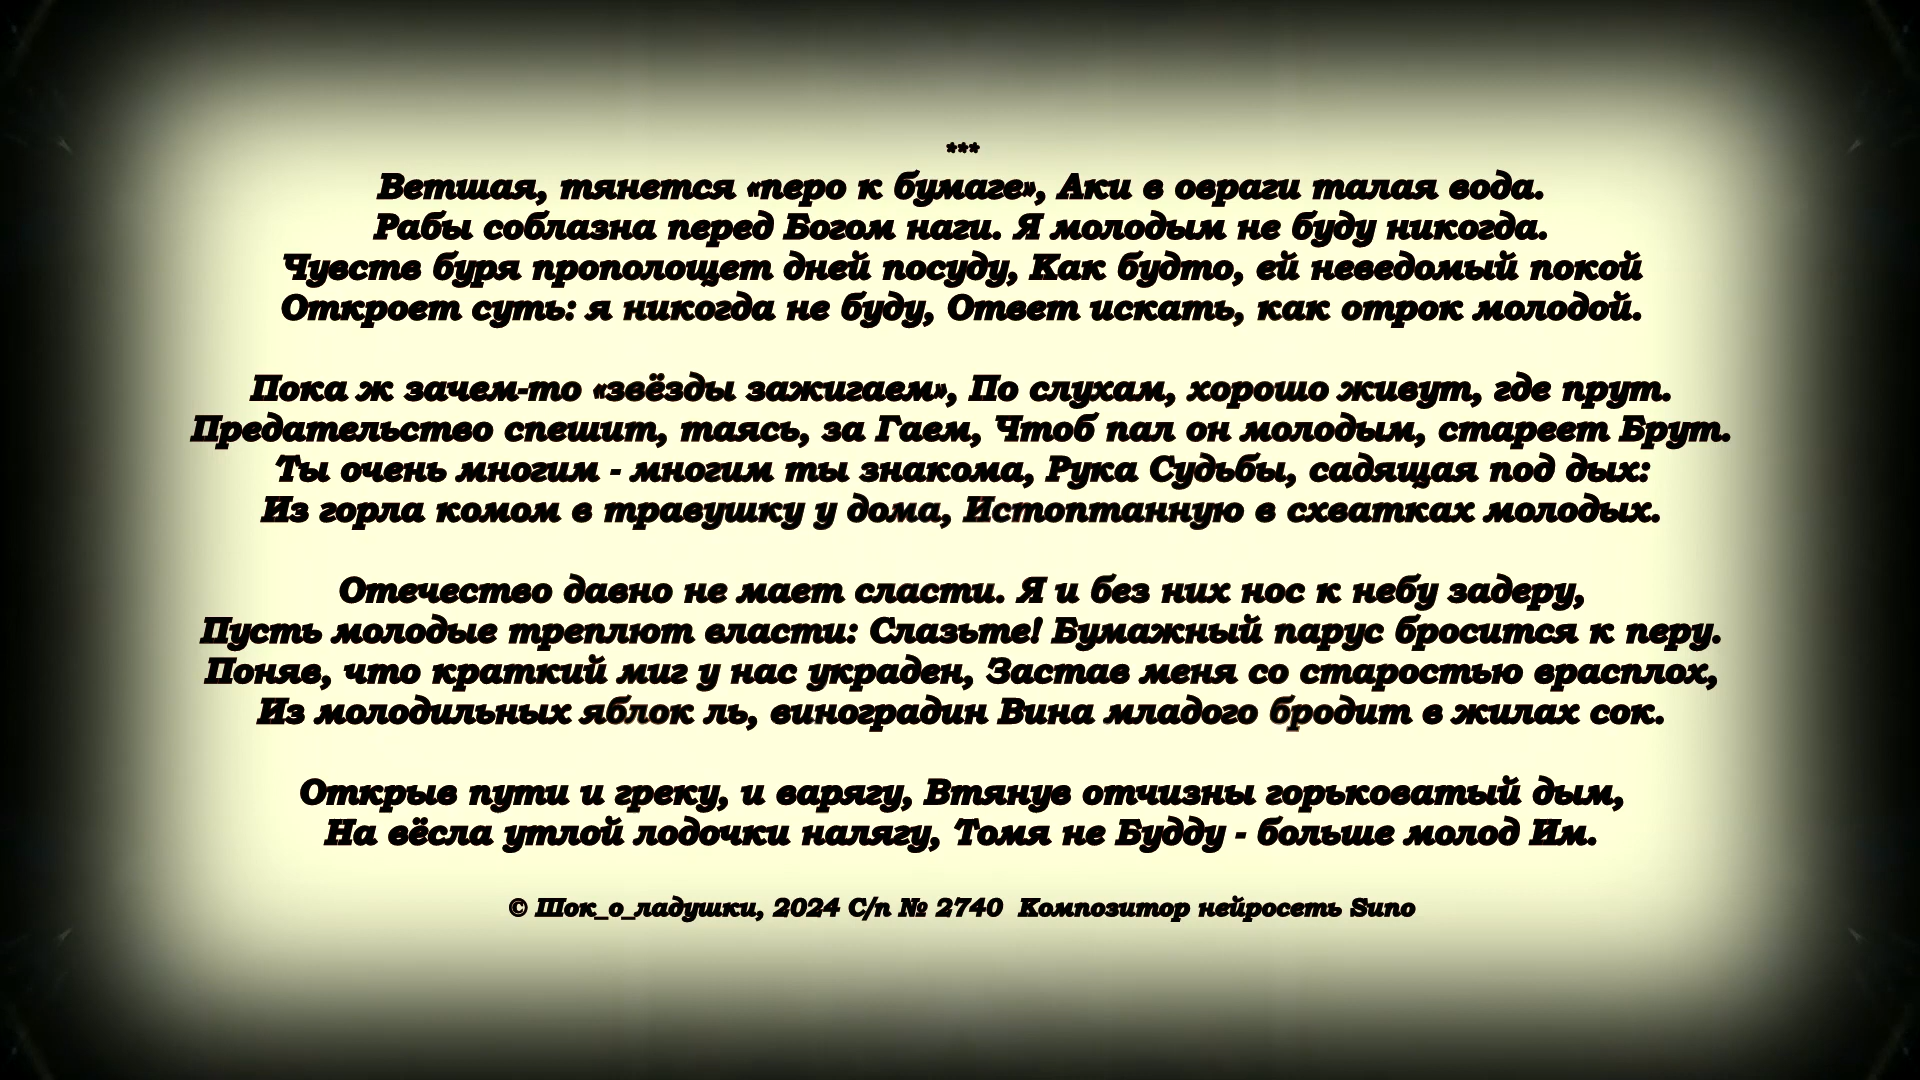 ***
Ветшая, тянется «перо к бумаге», Аки в овраги талая вода.
Рабы соблазна перед Богом наги. Я молодым не буду никогда.
Чувств буря прополощет дней посуду, Как будто, ей неведомый покой
Откроет суть: я никогда не буду, Ответ искать, как отрок молодой.
Пока ж зачем-то «звёзды зажигаем», По слухам, хорошо живут, где прут.
Предательство спешит, таясь, за Гаем, Чтоб пал он молодым, стареет Брут.
Ты очень многим - многим ты знакома, Рука Судьбы, садящая под дых:
Из горла комом в травушку у дома, Истоптанную в схватках молодых.
Отечество давно не мает сласти. Я и без них нос к небу задеру,
Пусть молодые треплют власти: Слазьте! Бумажный парус бросится к перу.
Поняв, что краткий миг у нас украден, Застав меня со старостью врасплох,
Из молодильных яблок ль, виноградин Вина младого бродит в жилах сок.
Открыв пути и греку, и варягу, Втянув отчизны горьковатый дым,
На вёсла утлой лодочки налягу, Томя не Будду - больше молод Им.
© Шок_о_ладушки, 2024 С/п № 2740 Композитор нейросеть Suno